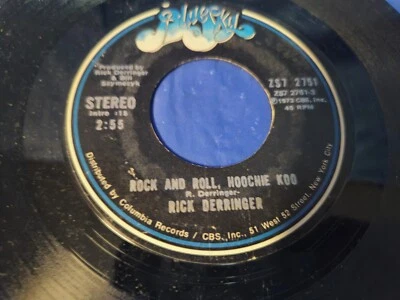 Blue Sky
Produced by
Rick Derringer
& Bill
Szymczyk
STEREO
Intro :15
2:55
ZS7 2751
ZS7 2751-3
℗ 1973 CBS, Inc.
45 RPM
ROCK AND ROLL, HOOCHIE KOO
R. Derringer-
RICK DERRINGER
Distributed by Columbia Records / CBS, Inc., 51 West 52 Street, New York City